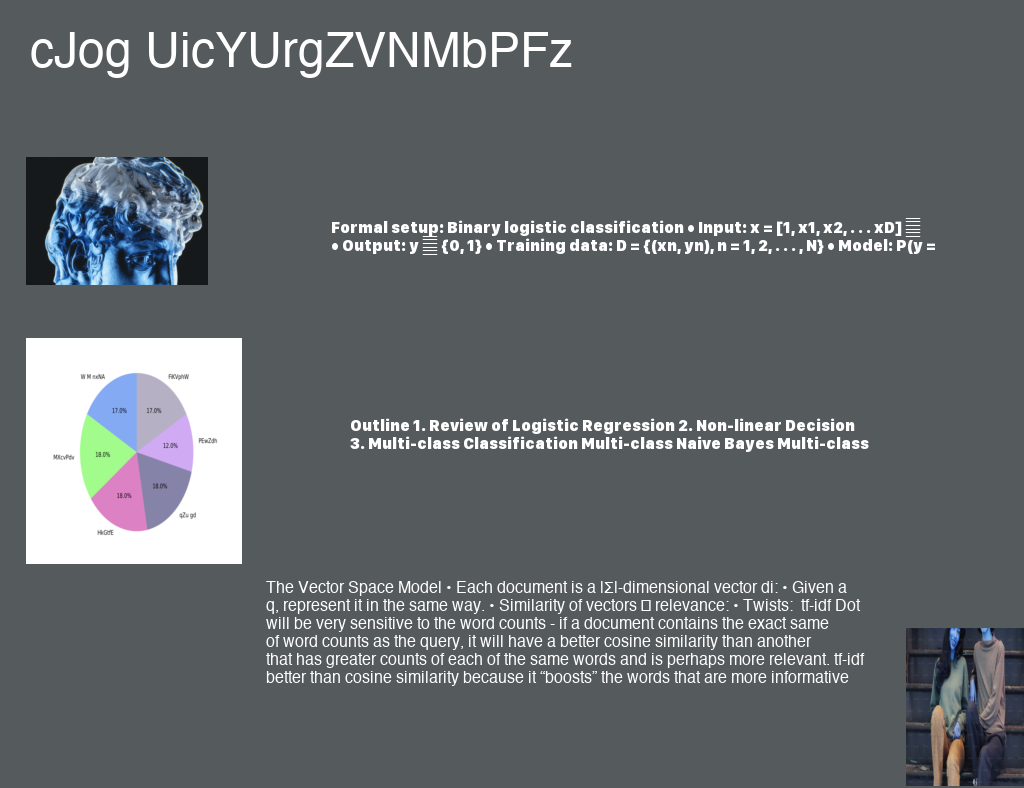 cJog UicYUrgZVNMbPFz
Formal setup: Binary logistic classification • Input: x = [1, x1, x2, . . . xD]
• Output: y {0, 1} • Training data: D = {(xn, yn), n = 1, 2, . . . , N} • Model: P(y =
W M nxNA
FKVphW
17.0%
17.0%
PEwZdh
12.0%
MXcvPdv
18.0%
18.0%
18.0%
qZu gd
HkGtfE
Outline 1. Review of Logistic Regression 2. Non-linear Decision
3. Multi-class Classification Multi-class Naive Bayes Multi-class
The Vector Space Model • Each document is a |Σ|-dimensional vector di: • Given a
q, represent it in the same way. • Similarity of vectors relevance: • Twists: tf-idf Dot
will be very sensitive to the word counts - if a document contains the exact same
of word counts as the query, it will have a better cosine similarity than another
that has greater counts of each of the same words and is perhaps more relevant. tf-idf
better than cosine similarity because it “boosts” the words that are more informative